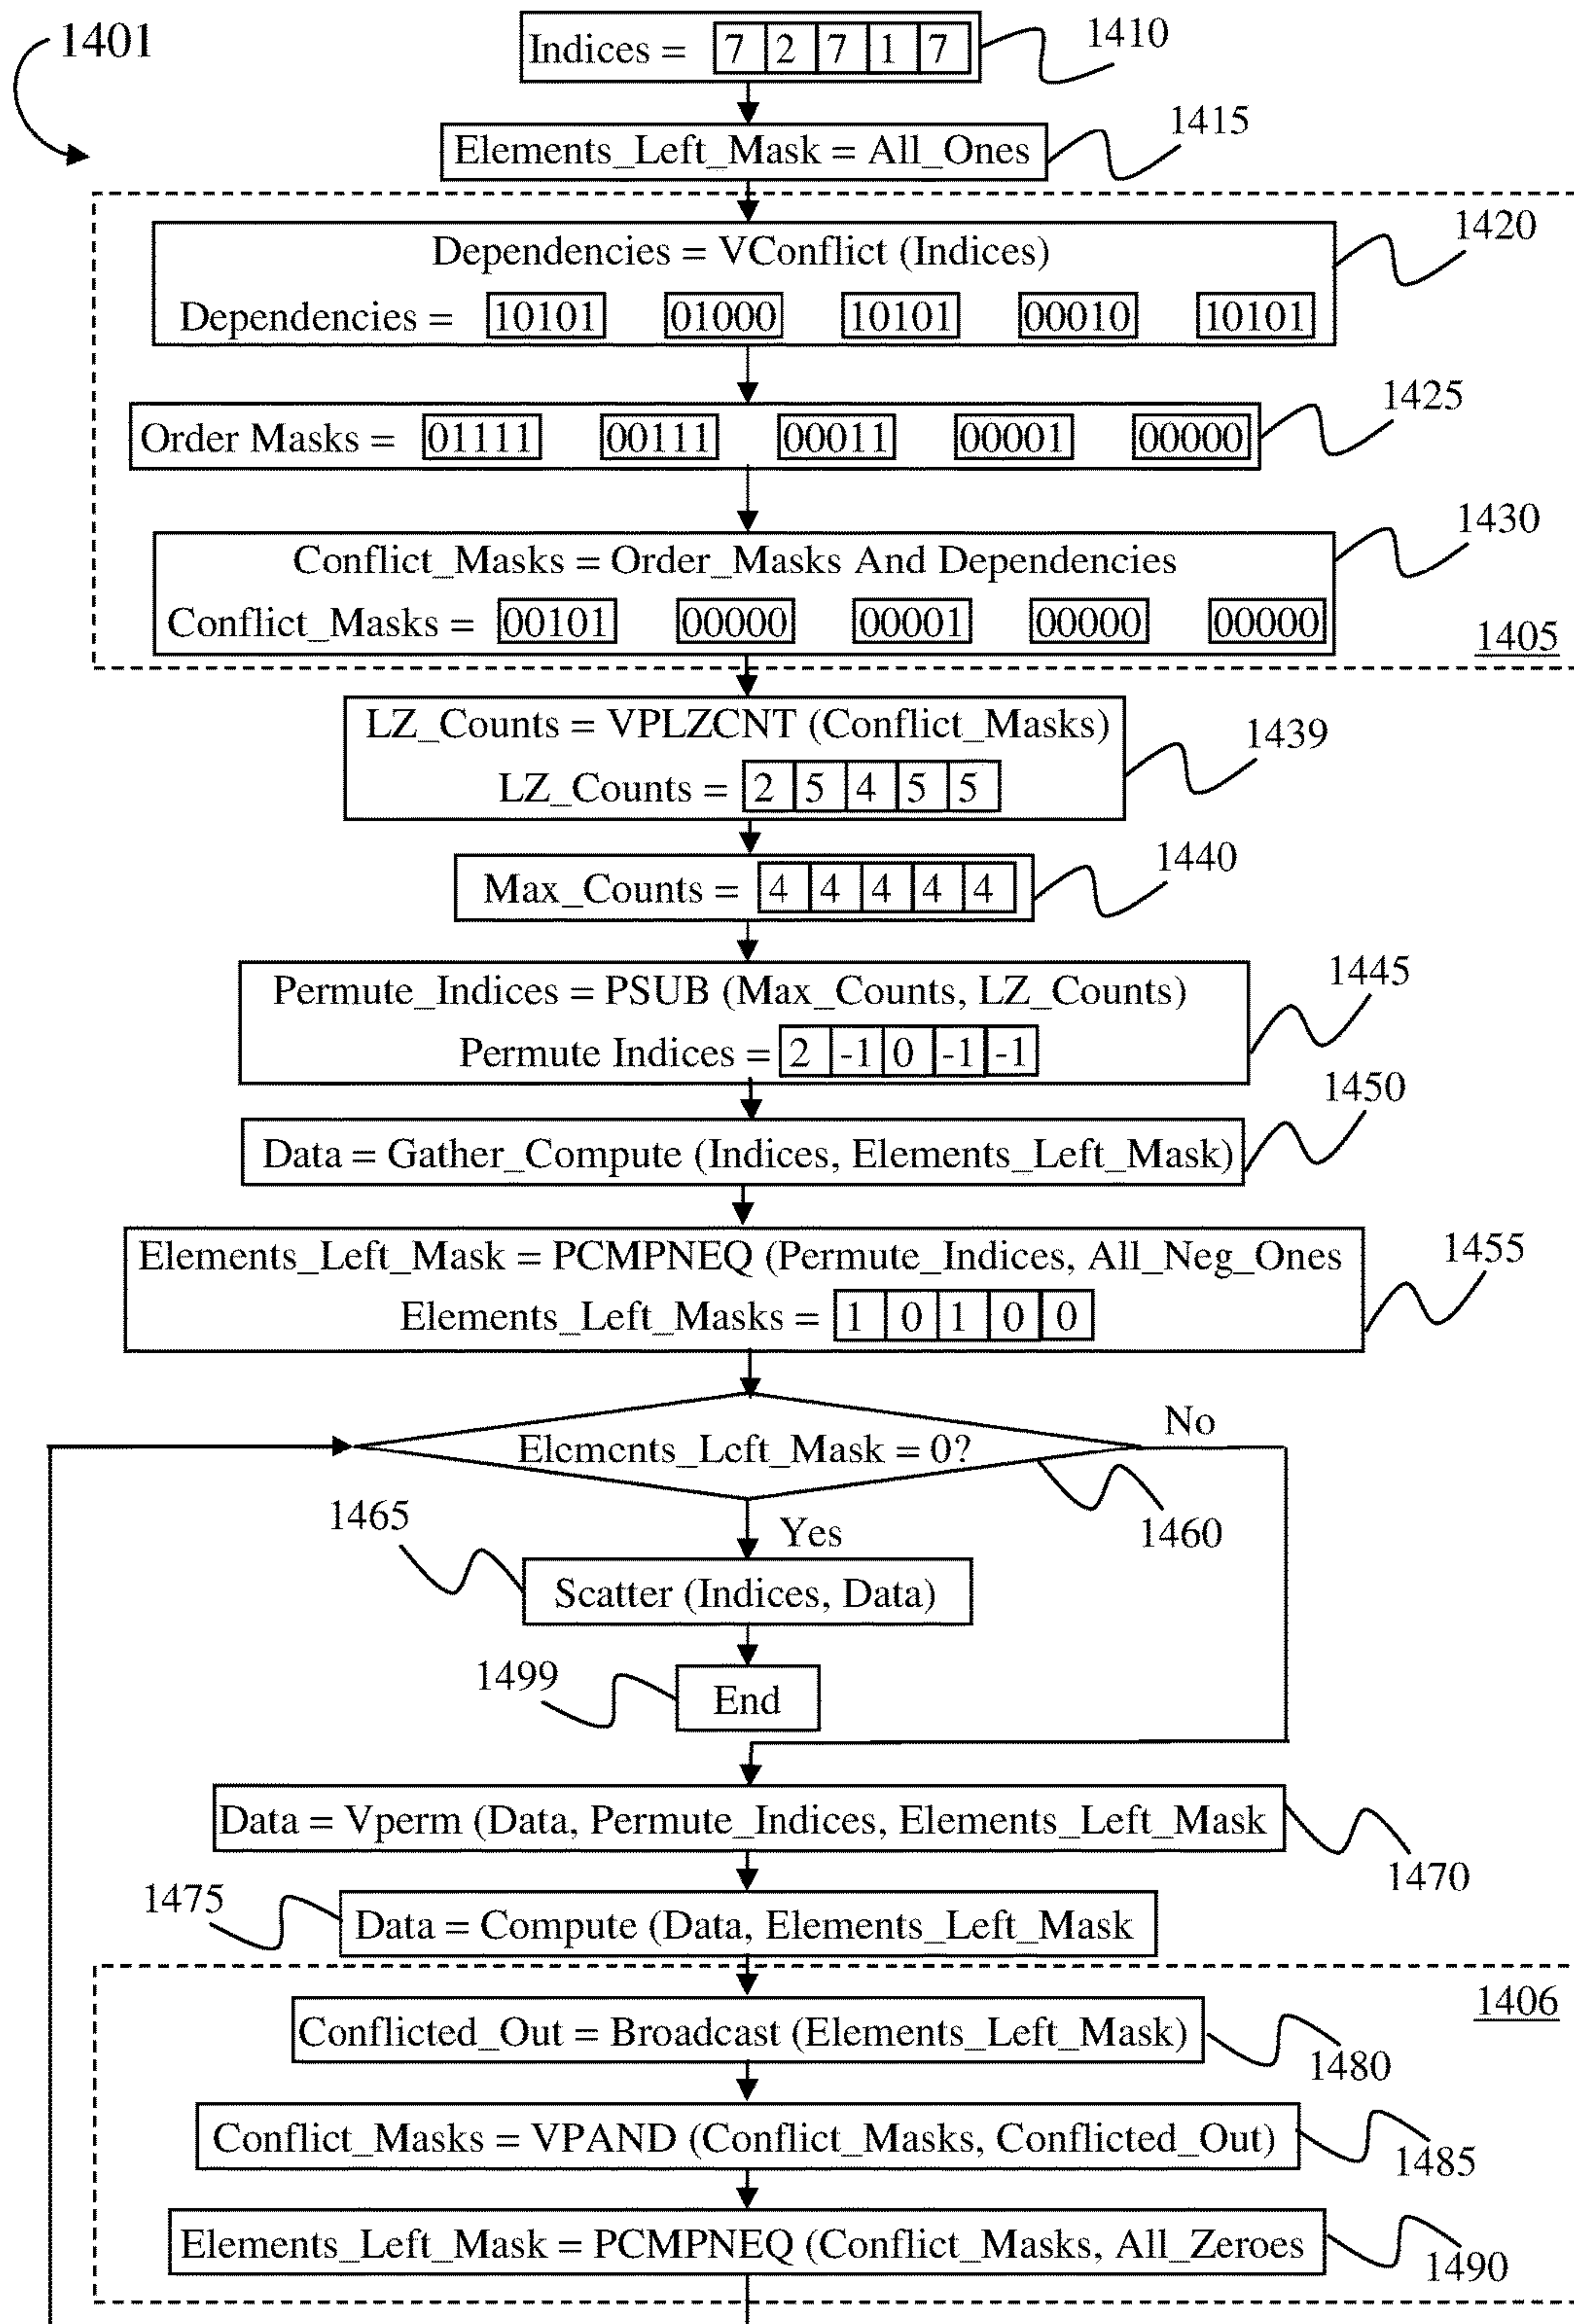 1401
Indices = 7 2 7 1 7
1410
Elements_Left_Mask = All_Ones
1415
Dependencies = VConflict (Indices)
1420
Dependencies = 10101 01000 10101 00010 10101
Order Masks = 01111 00111 00011 00001 00000
1425
Conflict_Masks = Order_Masks And Dependencies
1430
Conflict_Masks = 00101 00000 00001 00000 00000
1405
LZ_Counts = VPLZCNT (Conflict_Masks)
1439
LZ_Counts = 2 5 4 5 5
Max_Counts = 4 4 4 4 4
1440
Permute_Indices = PSUB (Max_Counts, LZ_Counts)
1445
Permute Indices = 2 -1 0 -1 -1
Data = Gather_Compute (Indices, Elements_Left_Mask)
1450
Elements_Left_Mask = PCMPNEQ (Permute_Indices, All_Neg_Ones
1455
Elements_Left_Masks = 1 0 1 0 0
Elements_Left_Mask = 0?
No
1460
Yes
1465
Scatter (Indices, Data)
1499
End
Data = Vperm (Data, Permute_Indices, Elements_Left_Mask
1470
1475
Data = Compute (Data, Elements_Left_Mask
1406
Conflicted_Out = Broadcast (Elements_Left_Mask)
1480
Conflict_Masks = VPAND (Conflict_Masks, Conflicted_Out)
1485
Elements_Left_Mask = PCMPNEQ (Conflict_Masks, All_Zeroes
1490